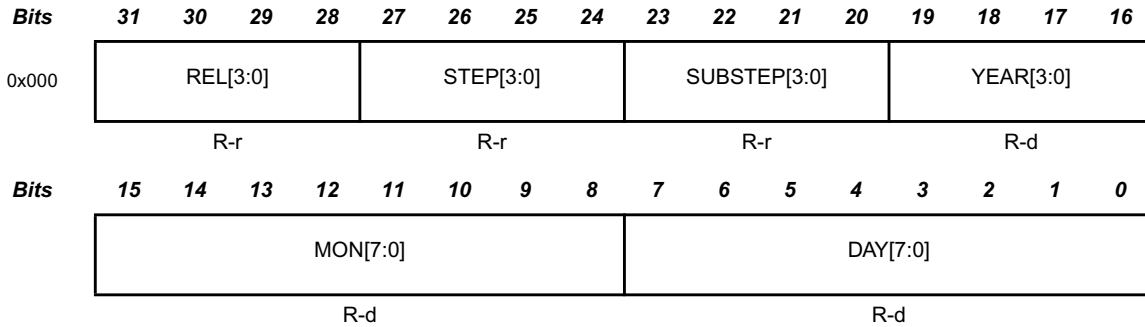 Bits 31 30 29 28 27 26 25 24 23 22 21 20 19 18 17 16
0x000 REL[3:0] STEP[3:0] SUBSTEP[3:0] YEAR[3:0]
R-r R-r R-r R-d
Bits 15 14 13 12 11 10 9 8 7 6 5 4 3 2 1 0
MON[7:0] DAY[7:0]
R-d R-d